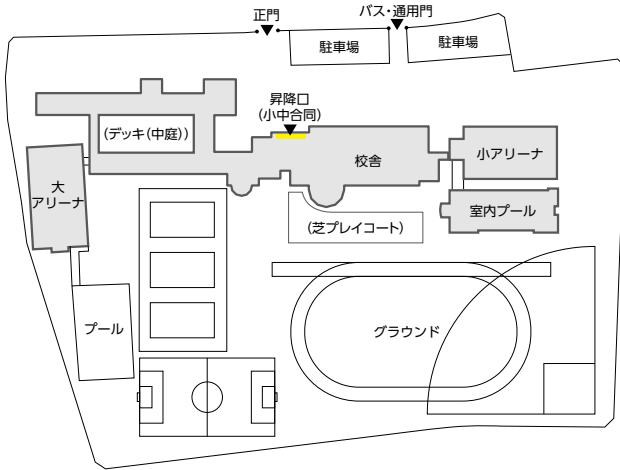 正門
バス・通用門
駐車場
駐車場
昇降口
(小中合同)
(デッキ(中庭))
校舎
小アリーナ
大
アリーナ
室内プール
(芝プレイコート)
プール
グラウンド